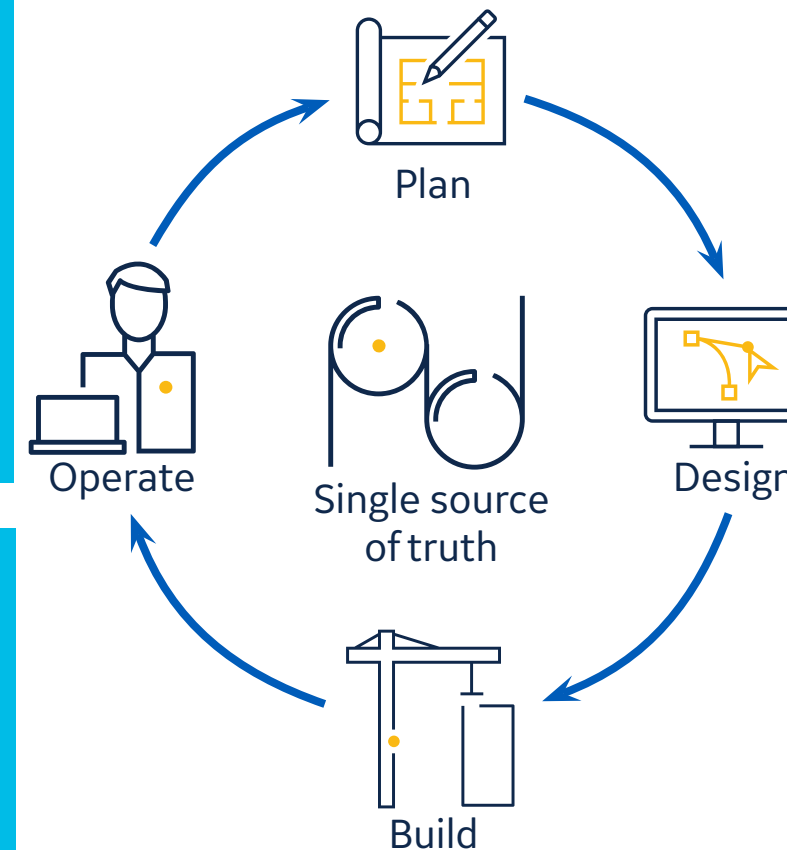 Plan
Operate
Design
Single source
of truth
Build